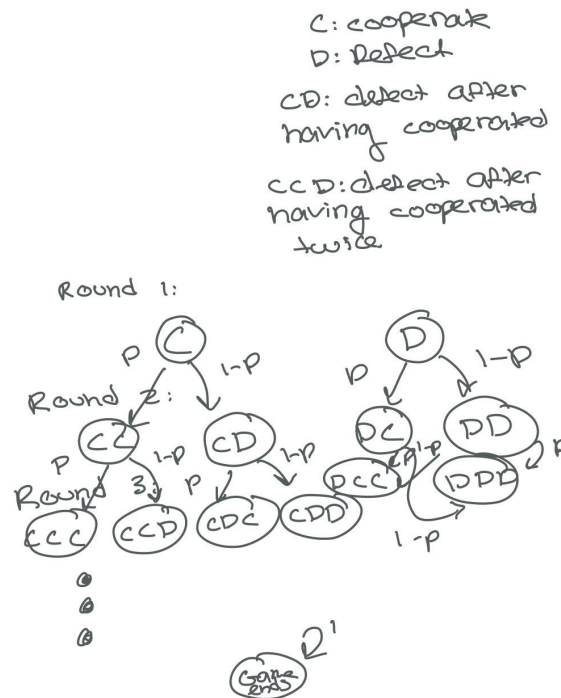 C: cooperate
D: Defect
CD: defect after
having cooperated
CCD: defect after
having cooperated
twice
Round 1:
C D
P 1-P P 1-P
Round 2:
CC CD DC DD
P 1-P P 1-P P 1-P P
Round 3:
CCC CCD CDC CDD DCC DDD
1-P
1
Game
ends